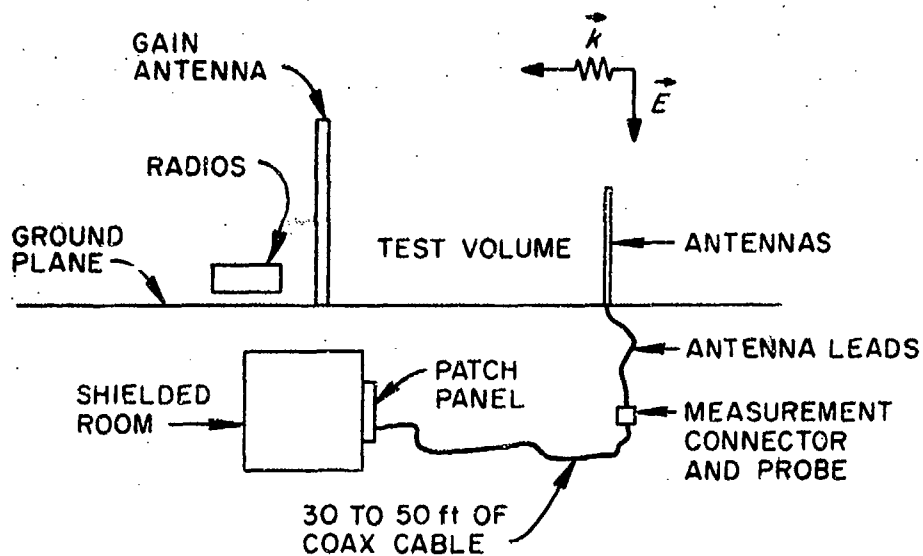 GAIN
ANTENNA
k
E
RADIOS
GROUND
PLANE
TEST VOLUME
ANTENNAS
ANTENNA LEADS
SHIELDED
ROOM
PATCH
PANEL
MEASUREMENT
CONNECTOR
AND PROBE
30 TO 50 ft OF
COAX CABLE